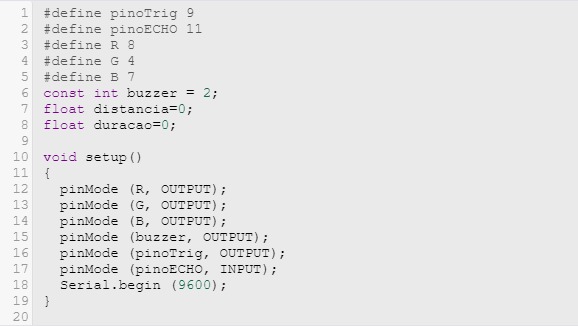 1 #define pinoTrig 9
2 #define pinoECHO 11
3 #define R 8
4 #define G 4
5 #define B 7
6 const int buzzer = 2;
7 float distancia=0;
8 float duracao=0;
9
10 void setup()
11 {
12   pinMode (R, OUTPUT);
13   pinMode (G, OUTPUT);
14   pinMode (B, OUTPUT);
15   pinMode (buzzer, OUTPUT);
16   pinMode (pinoTrig, OUTPUT);
17   pinMode (pinoECHO, INPUT);
18   Serial.begin (9600);
19 }
20